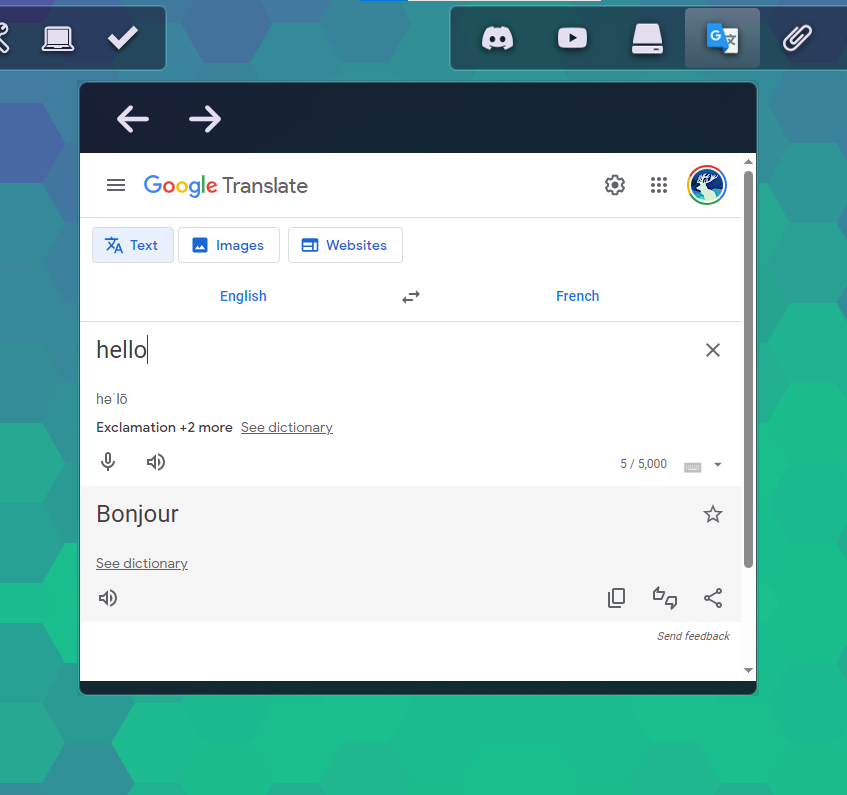 Google Translate
Text Images Websites
English French
hello
həˈlō
Exclamation +2 more See dictionary
5 / 5,000
Bonjour
See dictionary
Send feedback